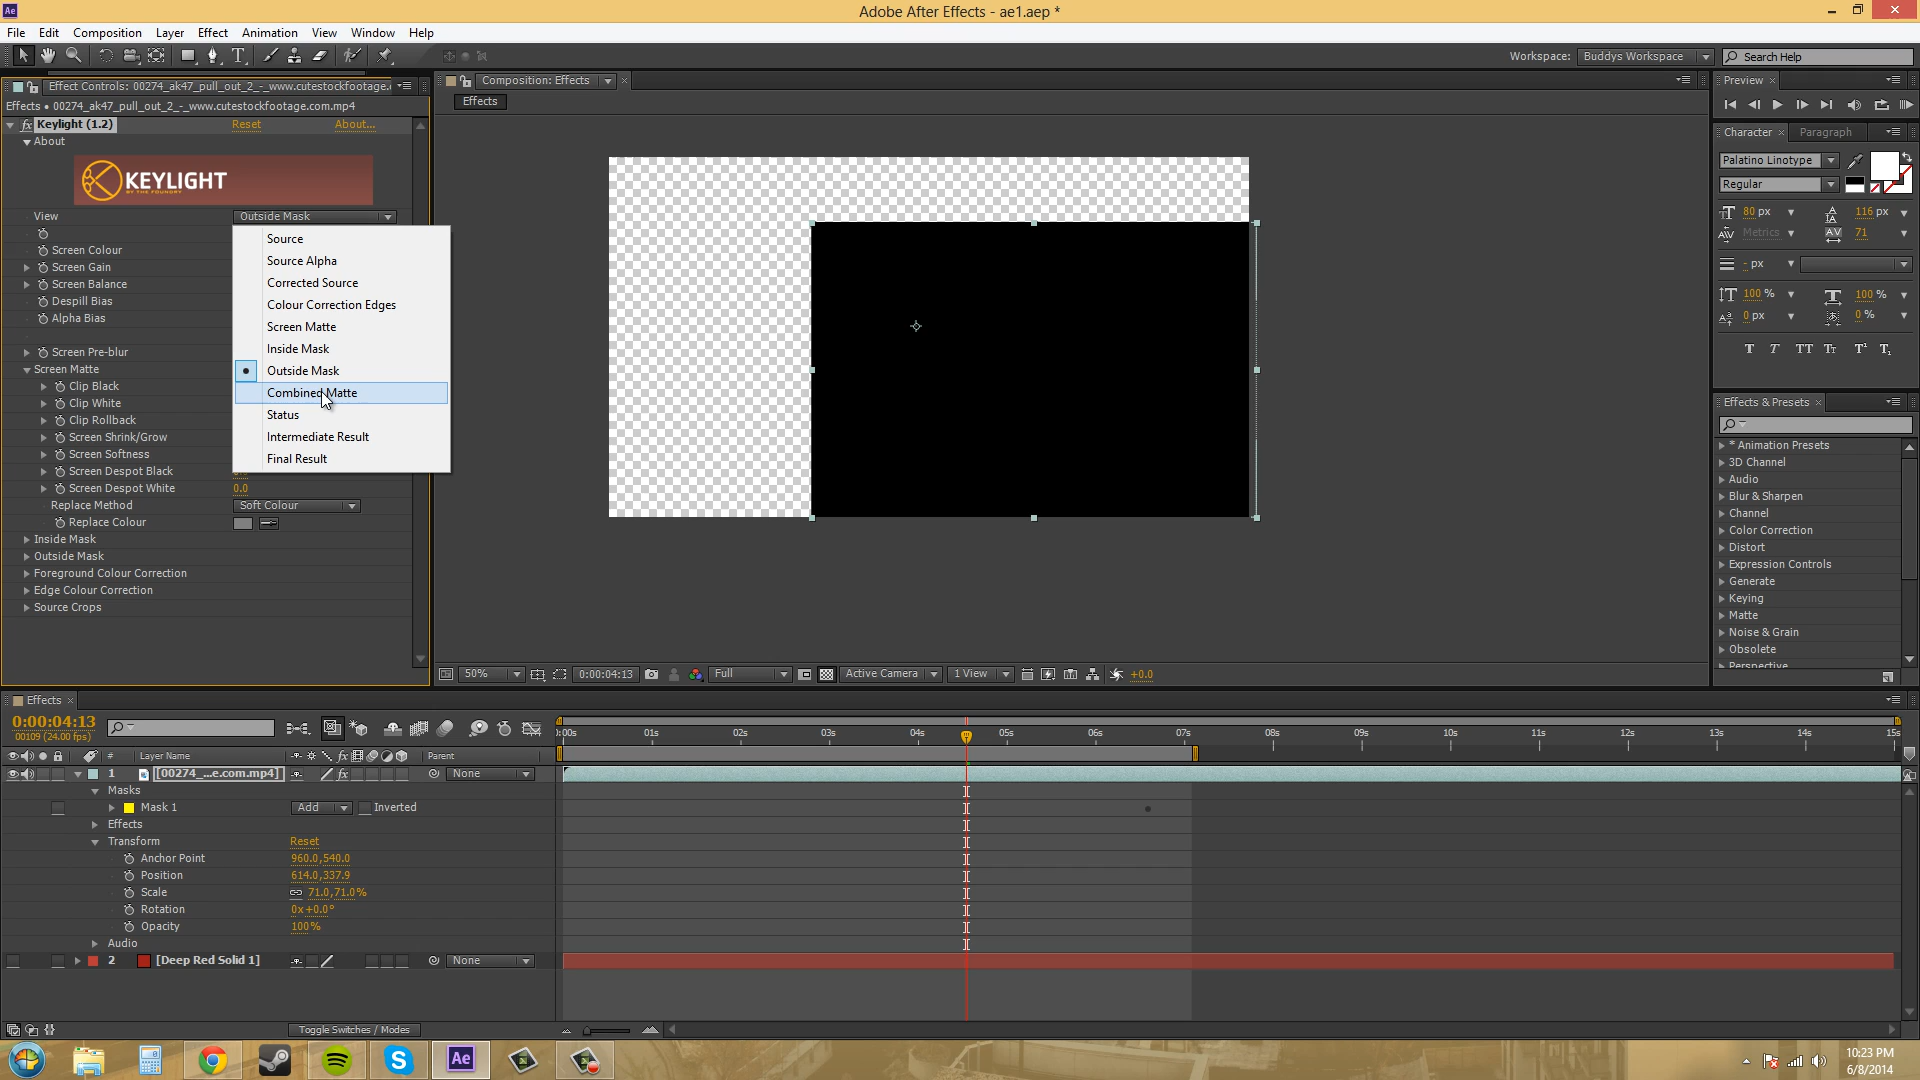 Adobe After Effects - ae1.aep *
File Edit Composition Layer Effect Animation View Window Help
Workspace: Buddys Workspace Search Help
Effect Controls: 00274_ak47_pull_out_2_-_www.cutestockfootage.
Effects • 00274_ak47_pull_out_2_-_www.cutestockfootage.com.mp4
fx Keylight (1.2) Reset About...
About
KEYLIGHT
BY THE FOUNDRY
View Outside Mask
Screen Colour
Screen Gain
Screen Balance
Despill Bias
Alpha Bias
Screen Pre-blur
Screen Matte
Clip Black
Clip White
Clip Rollback
Screen Shrink/Grow
Screen Softness
Screen Despot Black
Screen Despot White 0.0
Replace Method Soft Colour
Replace Colour
Inside Mask
Outside Mask
Foreground Colour Correction
Edge Colour Correction
Source Crops
Source
Source Alpha
Corrected Source
Colour Correction Edges
Screen Matte
Inside Mask
Outside Mask
Combined Matte
Status
Intermediate Result
Final Result
Composition: Effects
Effects
50% 0:00:04:13 Full Active Camera 1 View +0.0
Preview
Character Paragraph
Palatino Linotype
Regular
80 px 116 px
Metrics 71
- px
100 % 100 %
0 px 0 %
Effects & Presets
* Animation Presets
3D Channel
Audio
Blur & Sharpen
Channel
Color Correction
Distort
Expression Controls
Generate
Keying
Matte
Noise & Grain
Obsolete
Perspective
Effects
0:00:04:13
00109 (24.00 fps)
):00s 01s 02s 03s 04s 05s 06s 07s 08s 09s 10s 11s 12s 13s 14s 15s
# Layer Name fx Parent
1 [00274_...e.com.mp4] fx None
Masks
Mask 1 Add Inverted
Effects
Transform Reset
Anchor Point 960.0,540.0
Position 614.0,337.9
Scale 71.0,71.0%
Rotation 0x+0.0°
Opacity 100%
Audio
2 [Deep Red Solid 1] None
Toggle Switches / Modes
10:23 PM
6/8/2014